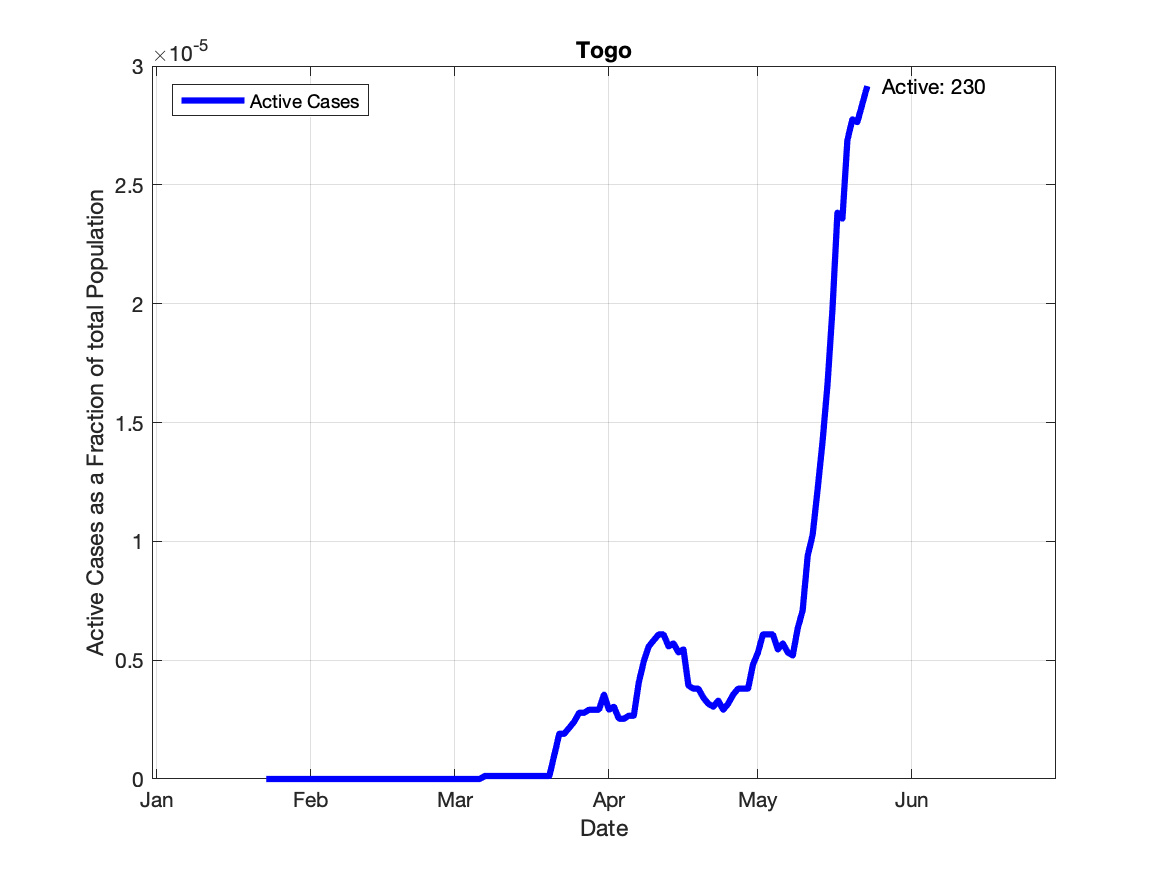 Togo
×10-5
3
2.5
2
1.5
1
0.5
0
Active Cases
Active: 230
Active Cases as a Fraction of total Population
Jan Feb Mar Apr May Jun
Date